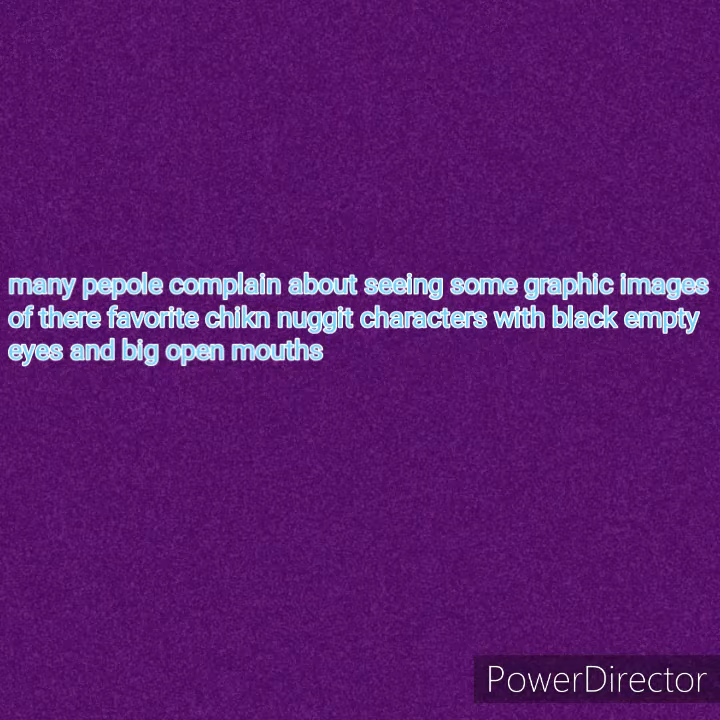 many pepole complain about seeing some graphic images
of there favorite chikn nuggit characters with black empty
eyes and big open mouths
PowerDirector